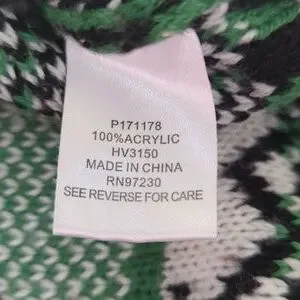 P171178
100%ACRYLIC
HV3150
MADE IN CHINA
RN97230
SEE REVERSE FOR CARE